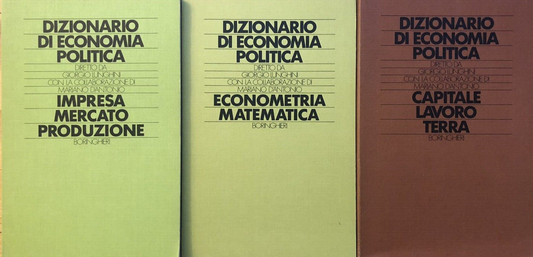 DIZIONARIO
DI ECONOMIA
POLITICA
DIRETTO DA
GIORGIO LUNGHINI
CON LA COLLABORAZIONE DI
MARIANO D'ANTONIO
IMPRESA
MERCATO
PRODUZIONE
BORINGHIERI
DIZIONARIO
DI ECONOMIA
POLITICA
DIRETTO DA
GIORGIO LUNGHINI
CON LA COLLABORAZIONE DI
MARIANO D'ANTONIO
ECONOMETRIA
MATEMATICA
BORINGHIERI
DIZIONARIO
DI ECONOMIA
POLITICA
DIRETTO DA
GIORGIO LUNGHINI
CON LA COLLABORAZIONE DI
MARIANO D'ANTONIO
CAPITALE
LAVORO
TERRA
BORINGHIERI